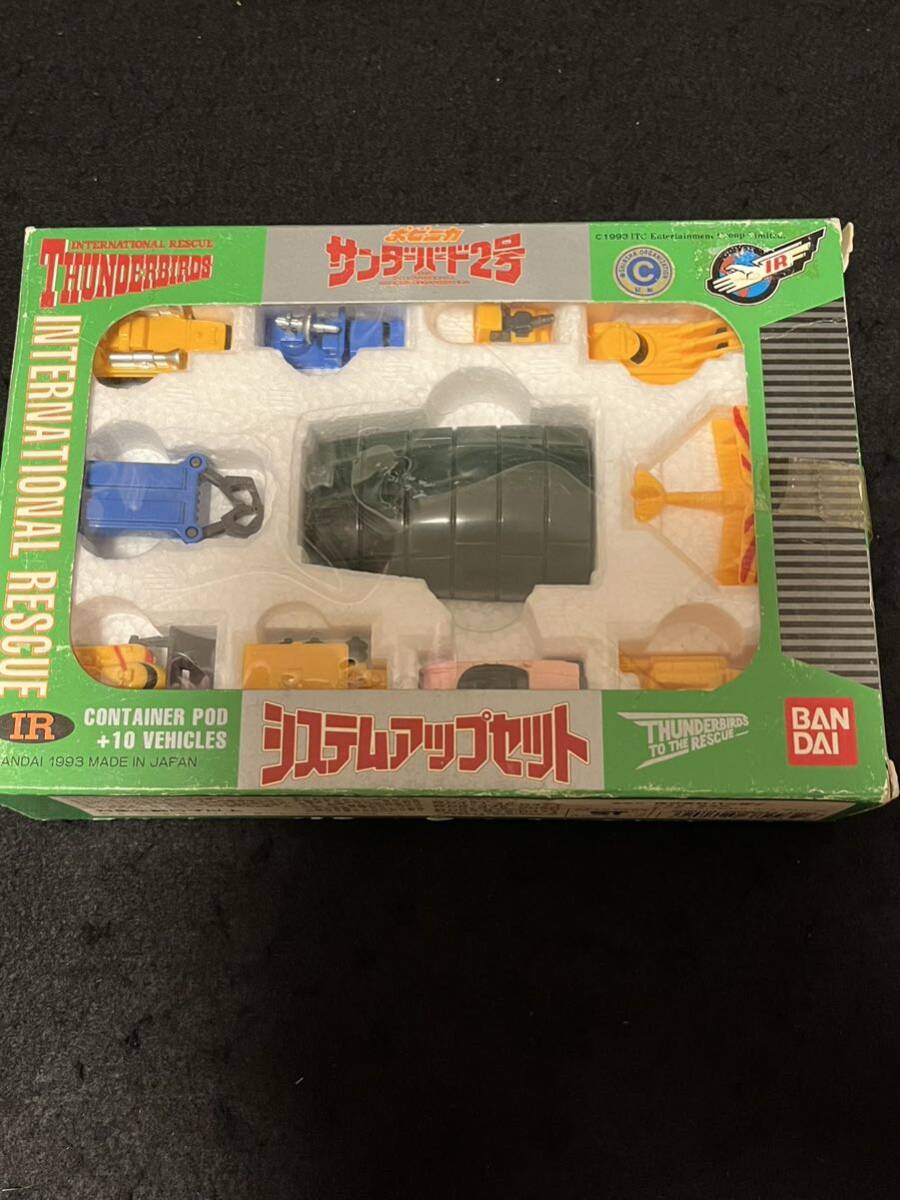 INTERNATIONAL RESCUE
THUNDERBIRDS
ポピニカ
サンダーバード2号
©1993 ITC Entertainment Group Limited.
IR
INTERNATIONAL RESCUE
IR
CONTAINER POD
+10 VEHICLES
ANDAI 1993 MADE IN JAPAN
システムアップセット
THUNDERBIRDS
TO THE RESCUE
BAN
DAI